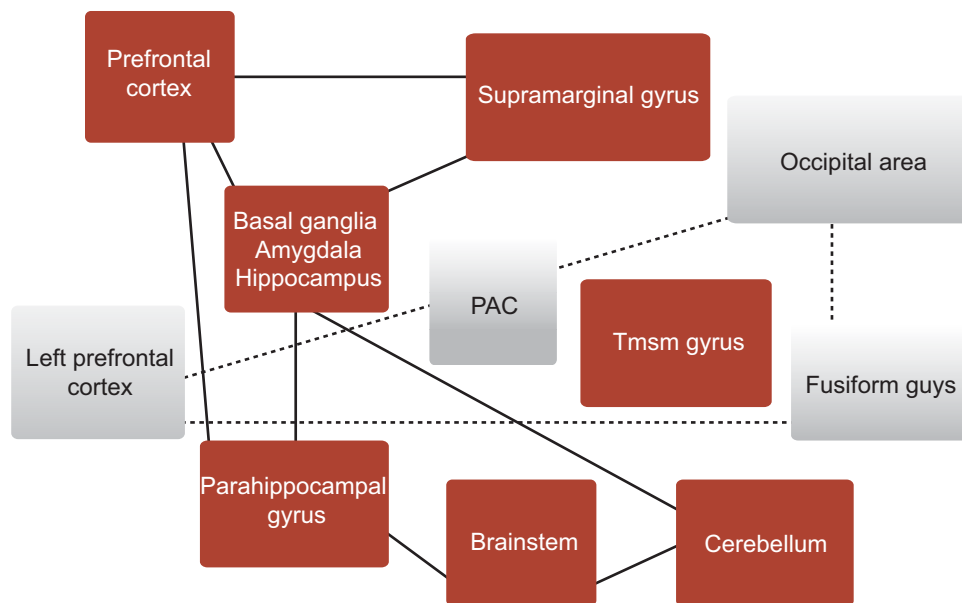 Prefrontal
cortex
Supramarginal gyrus
Occipital area
Basal ganglia
Amygdala
Hippocampus
PAC
Tmsm gyrus
Left prefrontal
cortex
Fusiform guys
Parahippocampal
gyrus
Brainstem
Cerebellum